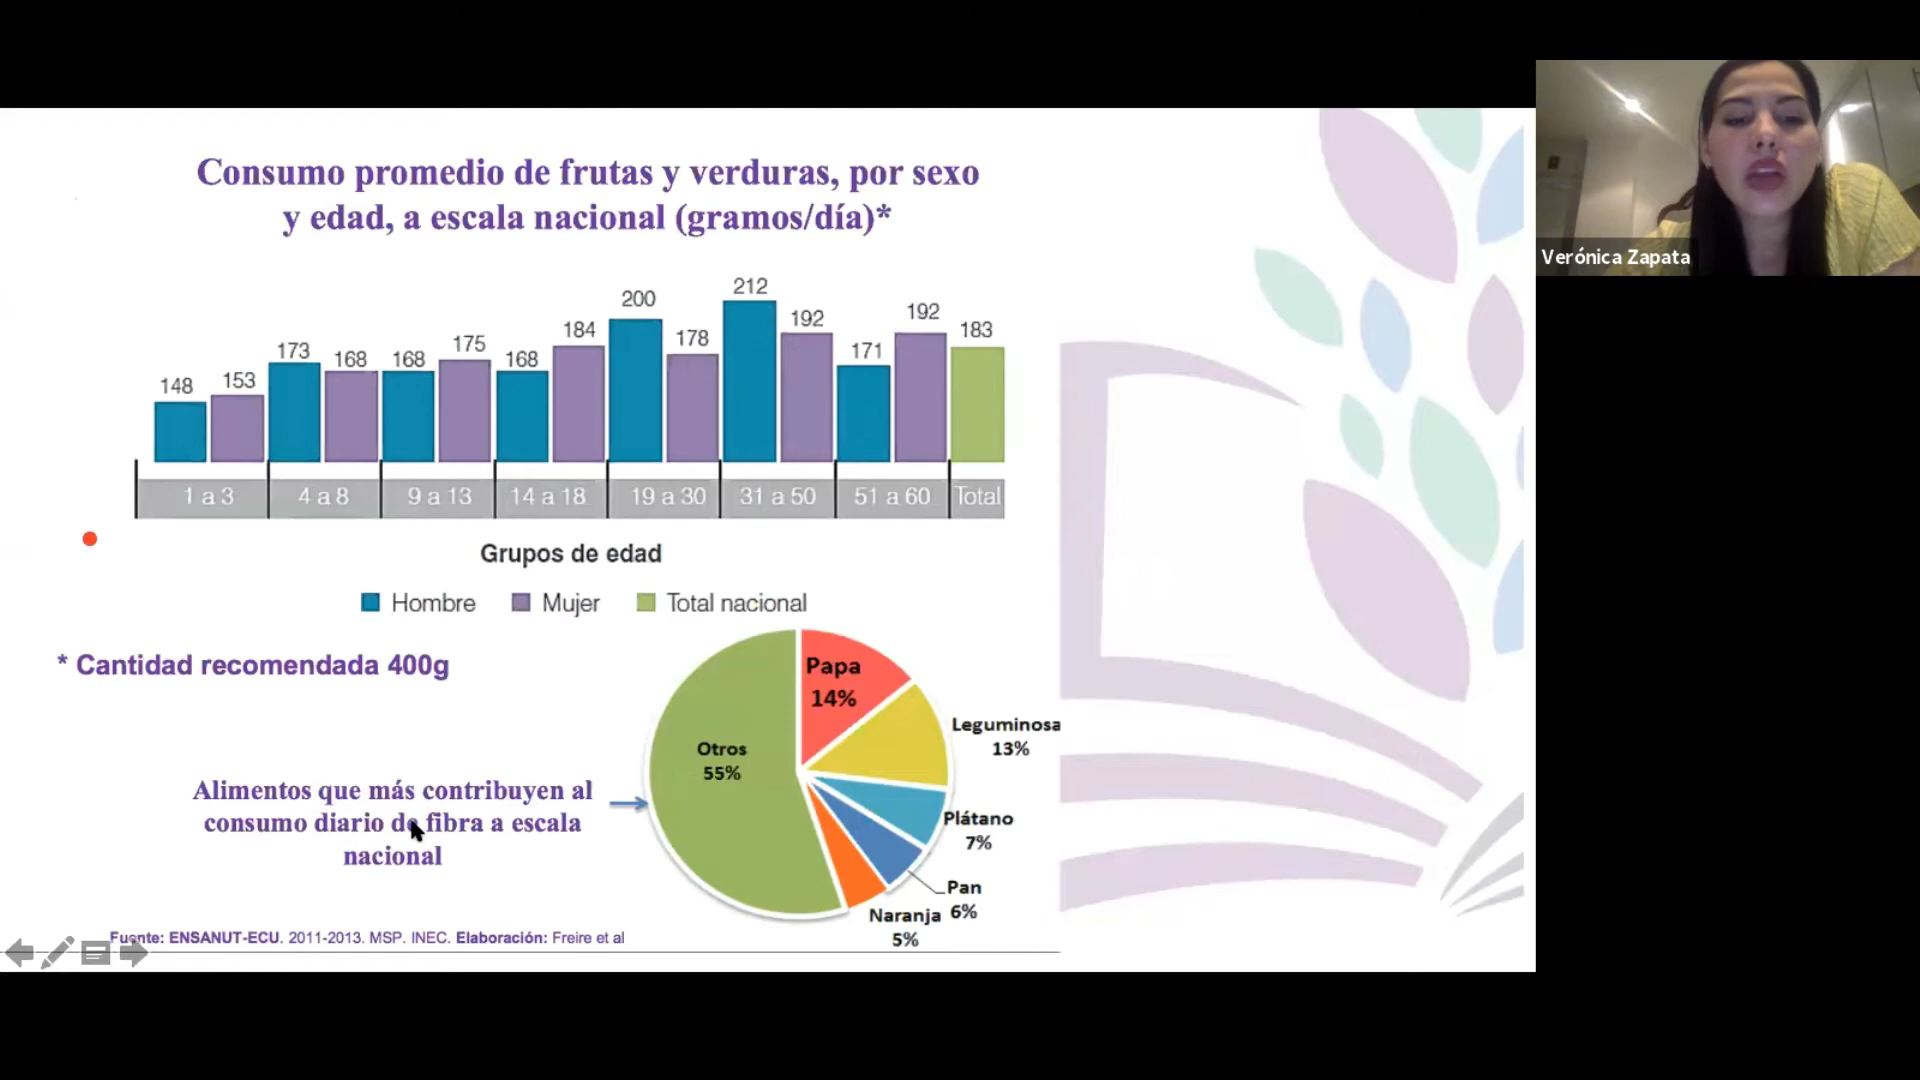 Consumo promedio de frutas y verduras, por sexo
y edad, a escala nacional (gramos/día)*
148
153
173
168
168
175
168
184
200
178
212
192
171
192
183
1 a 3
4 a 8
9 a 13
14 a 18
19 a 30
31 a 50
51 a 60
Total
Grupos de edad
Hombre
Mujer
Total nacional
* Cantidad recomendada 400g
Papa
14%
Leguminosa
13%
Plátano
7%
Pan
6%
Naranja
5%
Otros
55%
Alimentos que más contribuyen al
consumo diario de fibra a escala
nacional
Fuente: ENSANUT-ECU. 2011-2013. MSP. INEC. Elaboración: Freire et al
Verónica Zapata